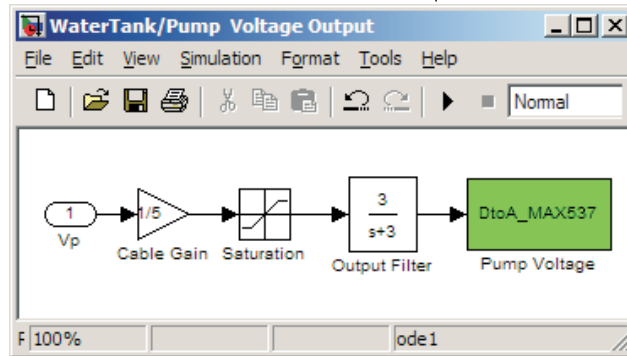 WaterTank/Pump Voltage Output
File Edit View Simulation Format Tools Help
Normal
1
Vp
1/5
Cable Gain
Saturation
3
s+3
Output Filter
DtoA_MAX537
Pump Voltage
F 100% ode1